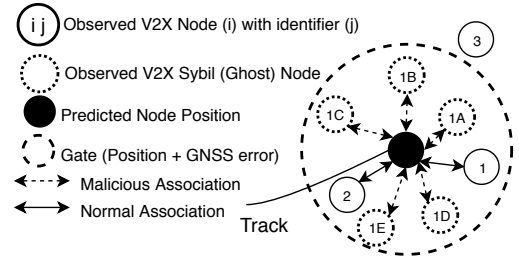 i j Observed V2X Node (i) with identifier (j)
Observed V2X Sybil (Ghost) Node
Predicted Node Position
Gate (Position + GNSS error)
Malicious Association
Normal Association
Track
3
1B
1C
1A
1
2
1D
1E